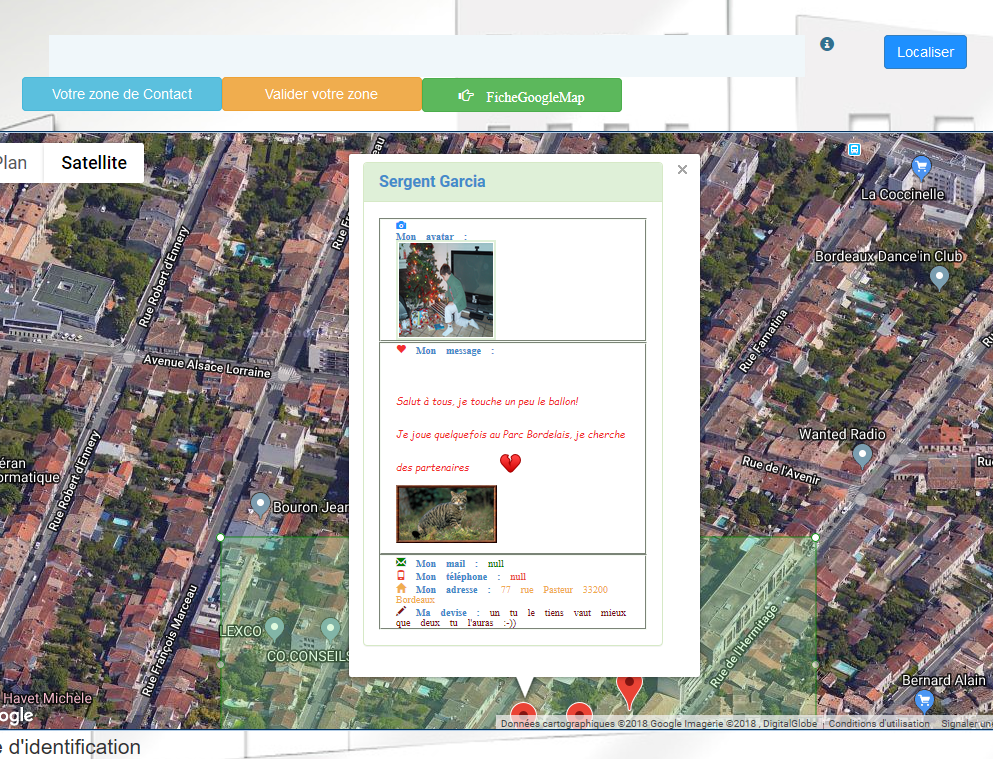 Localiser
Votre zone de Contact
Valider votre zone
FicheGoogleMap
Plan
Satellite
Sergent Garcia
×
La Coccinelle
Bordeaux Dance'in Club
Mon avatar :
Rue Robert d'Ennery
Avenue Alsace Lorraine
Rue Famatina
Mon message :
Salut à tous, je touche un peu le ballon!
Je joue quelquefois au Parc Bordelais, je cherche
des partenaires
Wanted Radio
Rue de l'Avenir
Rue Robert d'Ennery
Bouron Jear
Mon mail : null
Mon téléphone : null
Mon adresse : 77 rue Pasteur 33200
Bordeaux
Ma devise : un tu le tiens vaut mieux
que deux tu l'auras :-))
LEXCO
CO.CONSEILS
Rue François Marceau
Rue de l'Hermitage
Havet Michèle
Bernard Alain
ogle
Données cartographiques ©2018 Google Imagerie ©2018 , DigitalGlobe
Conditions d'utilisation
Signaler une
e d'identification